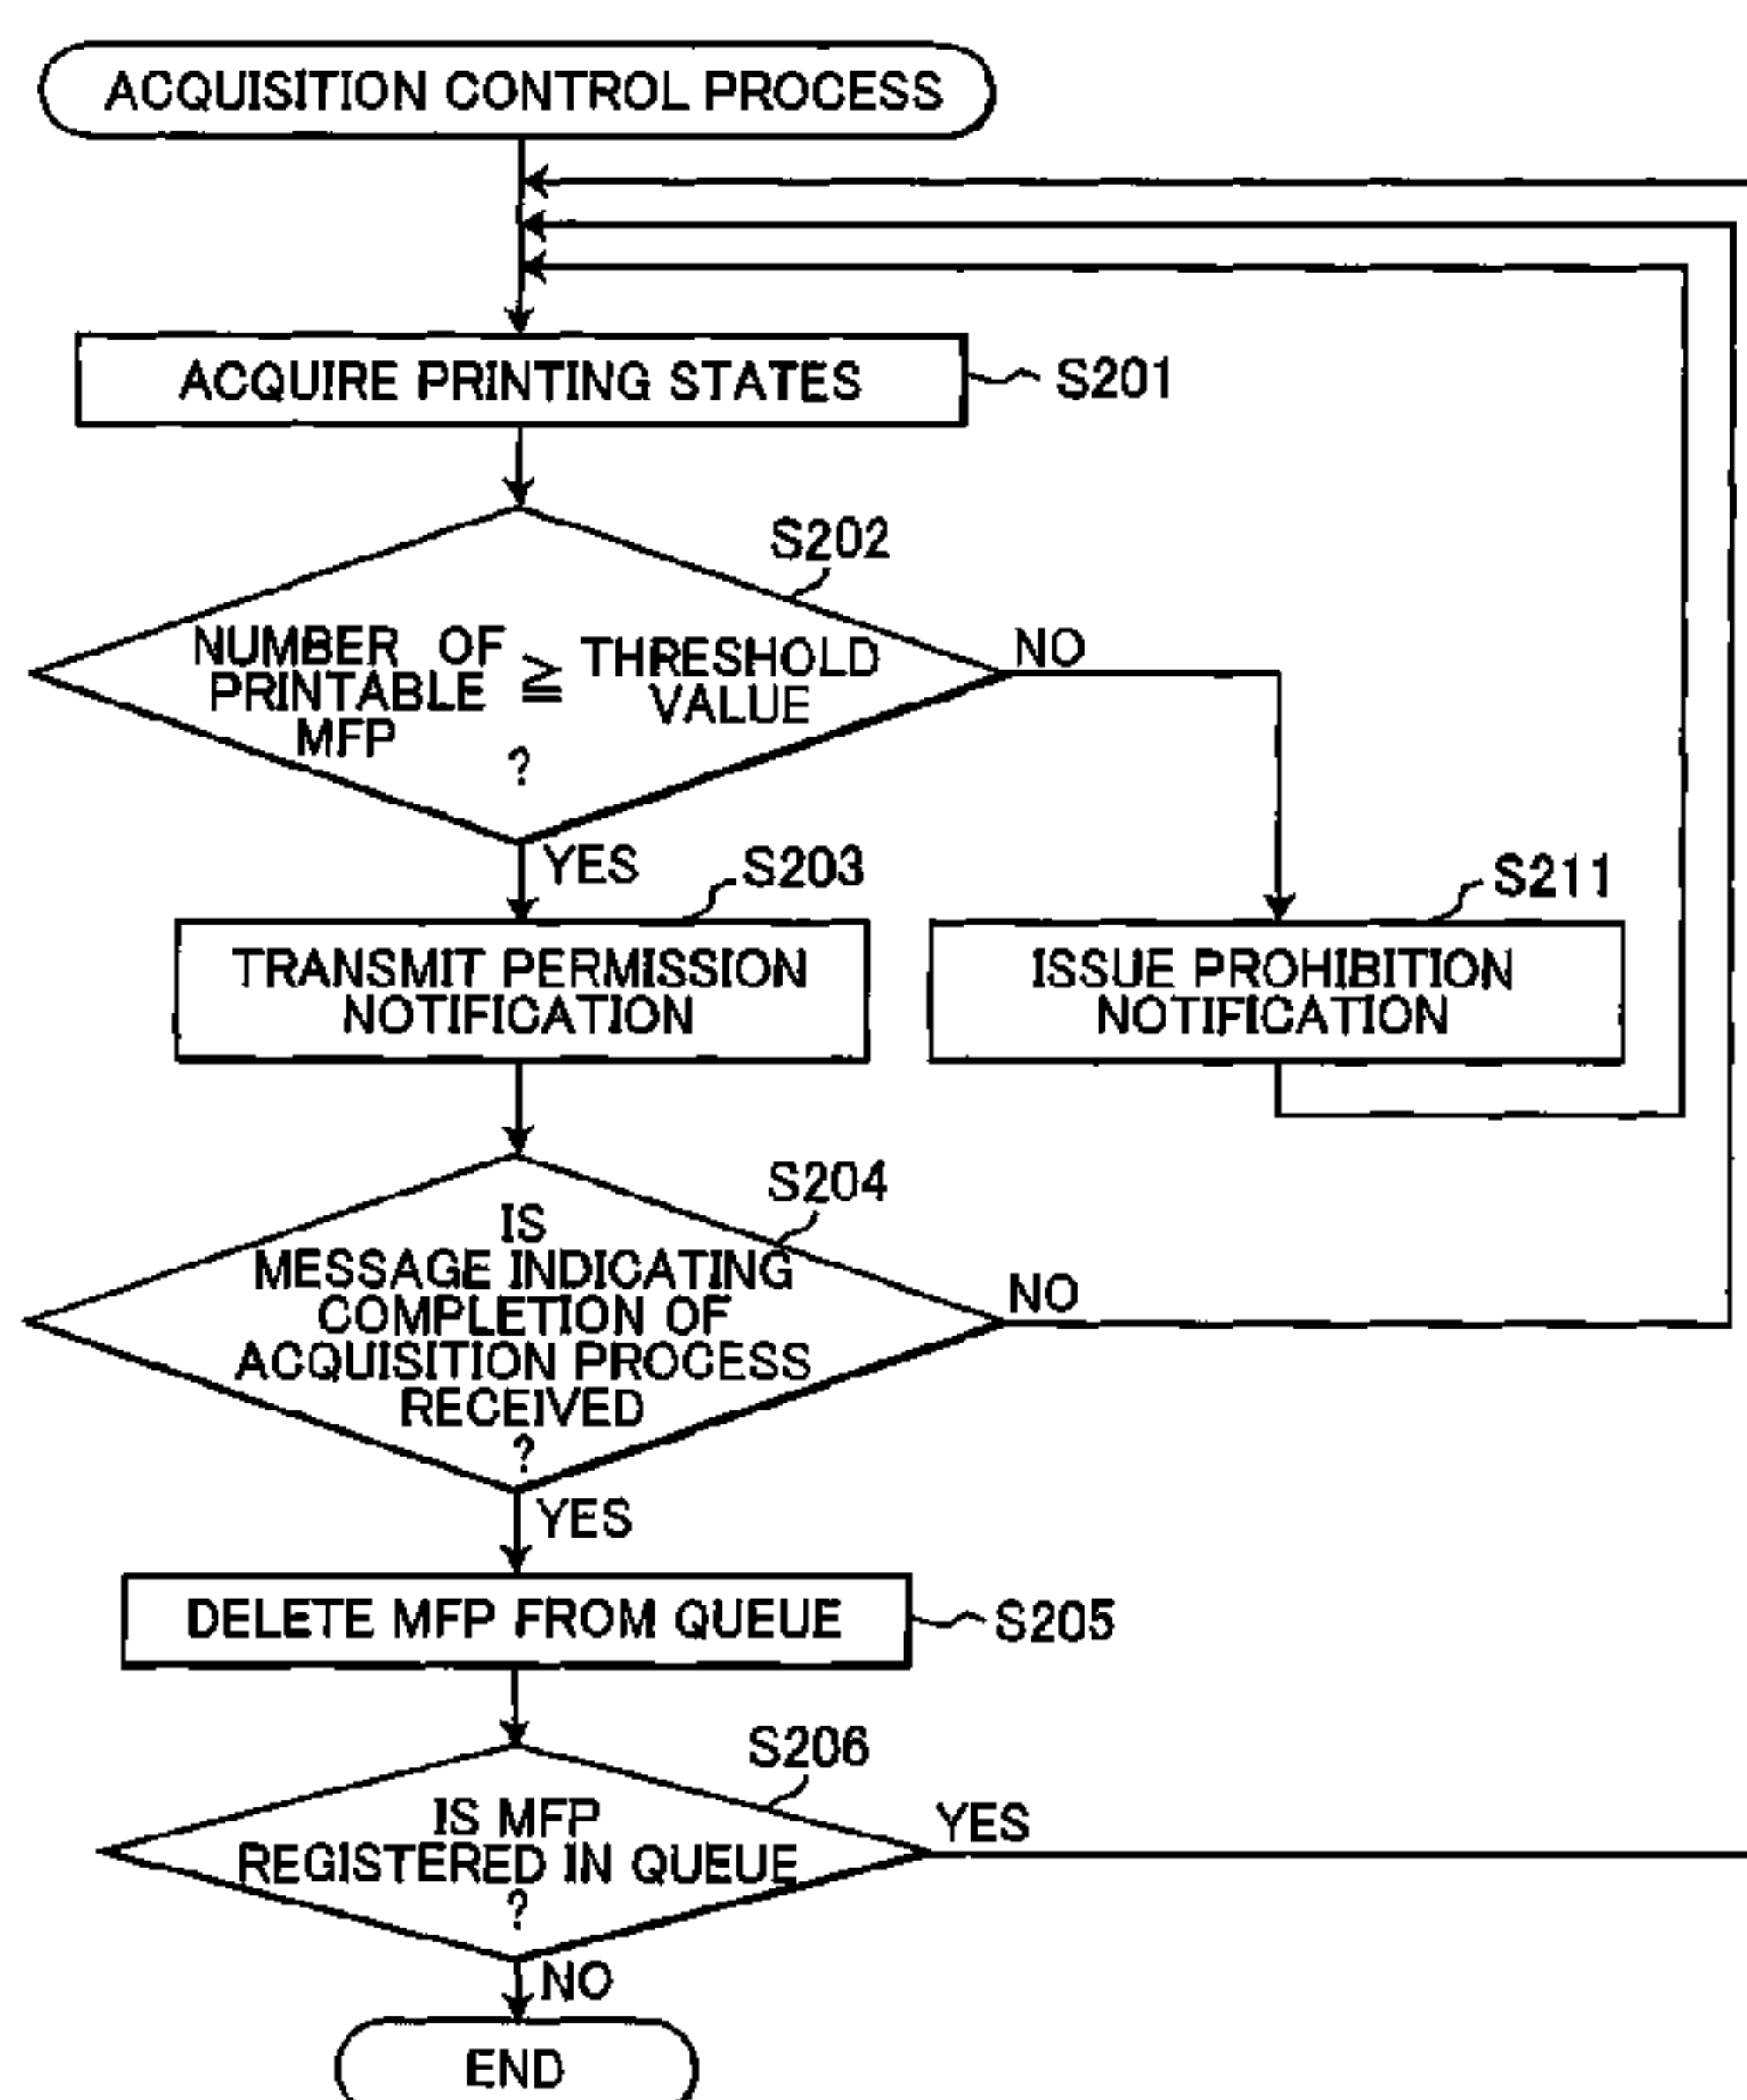 ACQUISITION CONTROL PROCESS
ACQUIRE PRINTING STATES
S201
S202
NUMBER OF
PRINTABLE
MFP
≧
THRESHOLD
VALUE
?
NO
YES
S203
S211
TRANSMIT PERMISSION
NOTIFICATION
ISSUE PROHIBITION
NOTIFICATION
S204
IS
MESSAGE INDICATING
COMPLETION OF
ACQUISITION PROCESS
RECEIVED
?
NO
YES
DELETE MFP FROM QUEUE
S205
S206
IS MFP
REGISTERED IN QUEUE
?
YES
NO
END